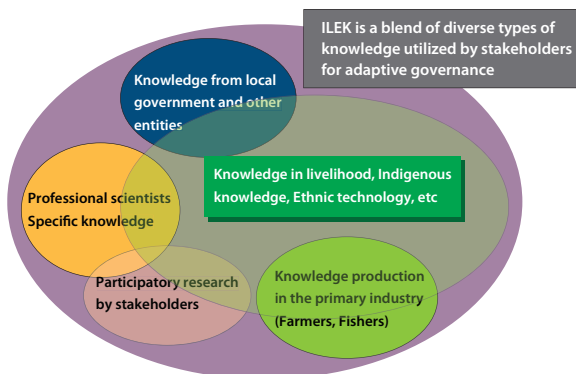 ILEK is a blend of diverse types of
knowledge utilized by stakeholders
for adaptive governance
Knowledge from local
government and other
entities
Knowledge in livelihood, Indigenous
knowledge, Ethnic technology, etc
Professional scientists
Specific knowledge
Participatory research
by stakeholders
Knowledge production
in the primary industry
(Farmers, Fishers)